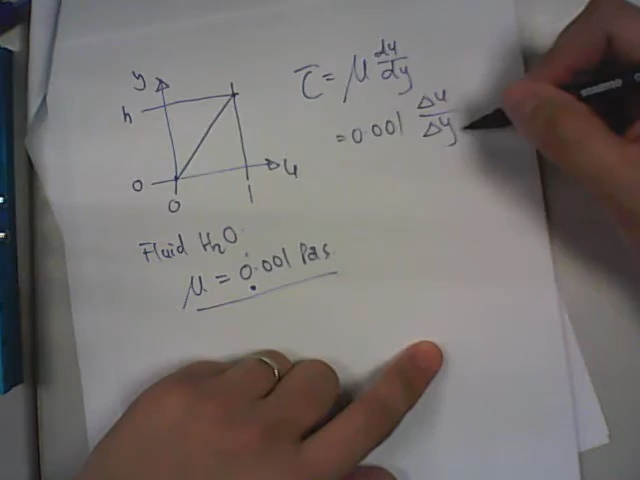 y
h
0
0
1
u
τ = μ du/dy
= 0.001 Δu/Δy
Fluid H₂O
μ = 0.001 Pas